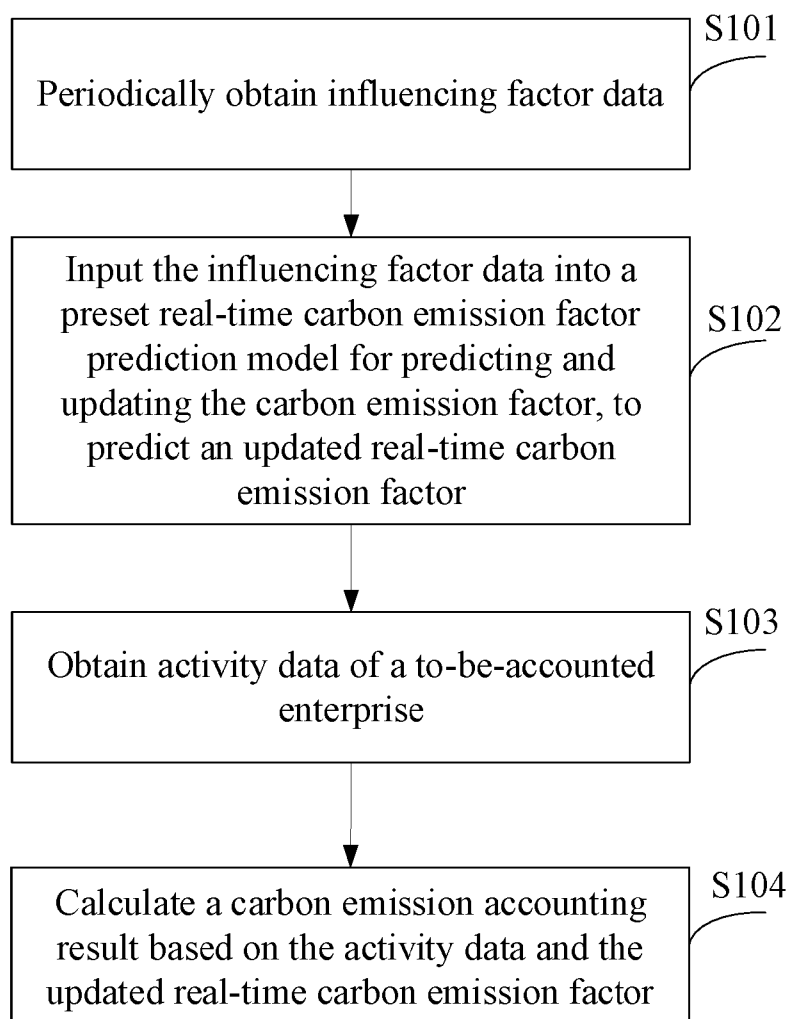 S101
Periodically obtain influencing factor data
Input the influencing factor data into a
preset real-time carbon emission factor
prediction model for predicting and
updating the carbon emission factor, to
predict an updated real-time carbon
emission factor
S102
S103
Obtain activity data of a to-be-accounted
enterprise
S104
Calculate a carbon emission accounting
result based on the activity data and the
updated real-time carbon emission factor